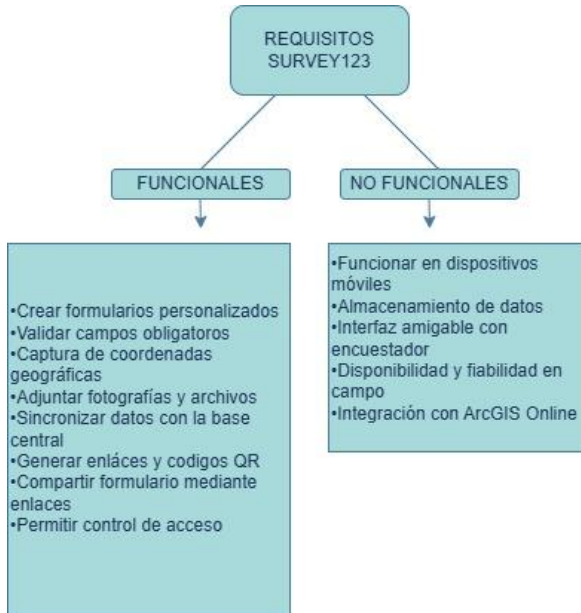 REQUISITOS
SURVEY123
FUNCIONALES
NO FUNCIONALES
•Crear formularios personalizados
•Validar campos obligatoros
•Captura de coordenadas
geográficas
•Adjuntar fotografías y archivos
•Sincronizar datos con la base
central
•Generar enláces y codigos QR
•Compartir formulario mediante
enlaces
•Permitir control de acceso
•Funcionar en dispositivos
móviles
•Almacenamiento de datos
•Interfaz amigable con
encuestador
•Disponibilidad y fiabilidad en
campo
•Integración con ArcGIS Online